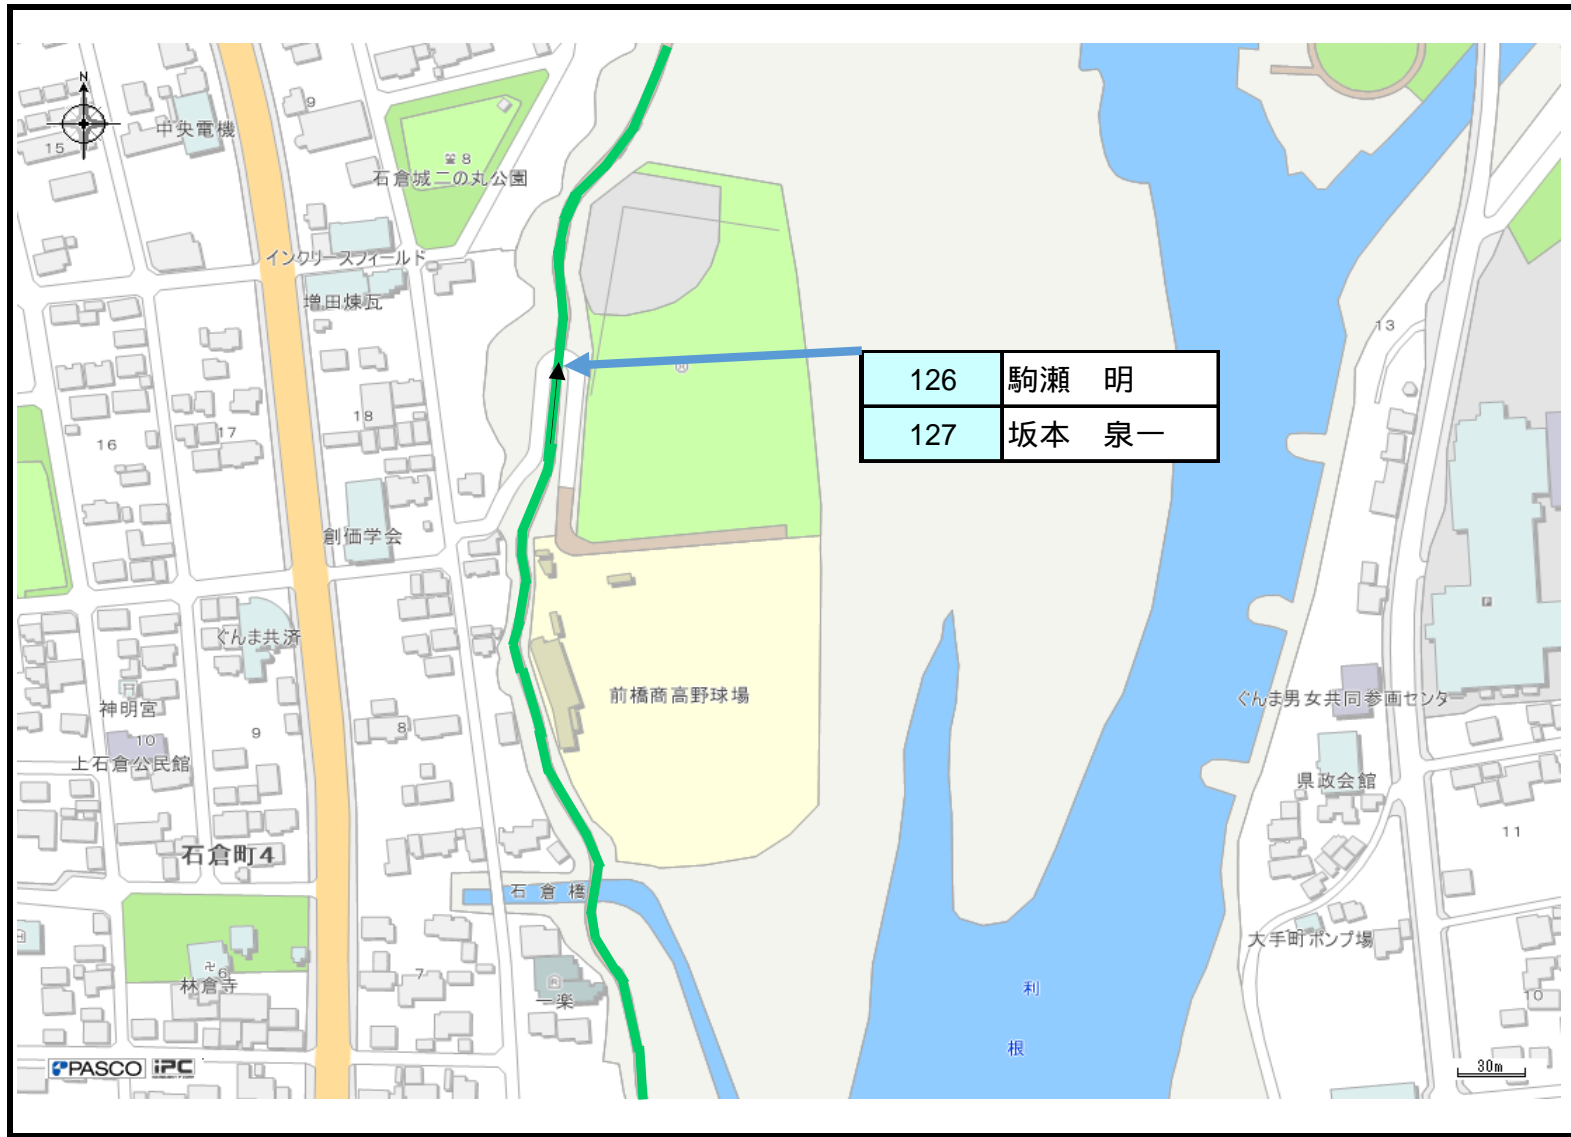 N
9
中央電機
15
8
石倉城二の丸公園
インクリースフィールド
増田煉瓦
13
126 駒瀬 明
127 坂本 泉一
18
17
16
創価学会
P
ぐんま共済
前橋商高野球場
ぐんま男女共同参画センタ
神明宮
10
9
8
上石倉公民館
県政会館
11
石倉町4
石倉橋
大手町ポンプ場
H
卍
6
林倉寺
7
R
一楽
利
根
10
PASCO iPC
30m